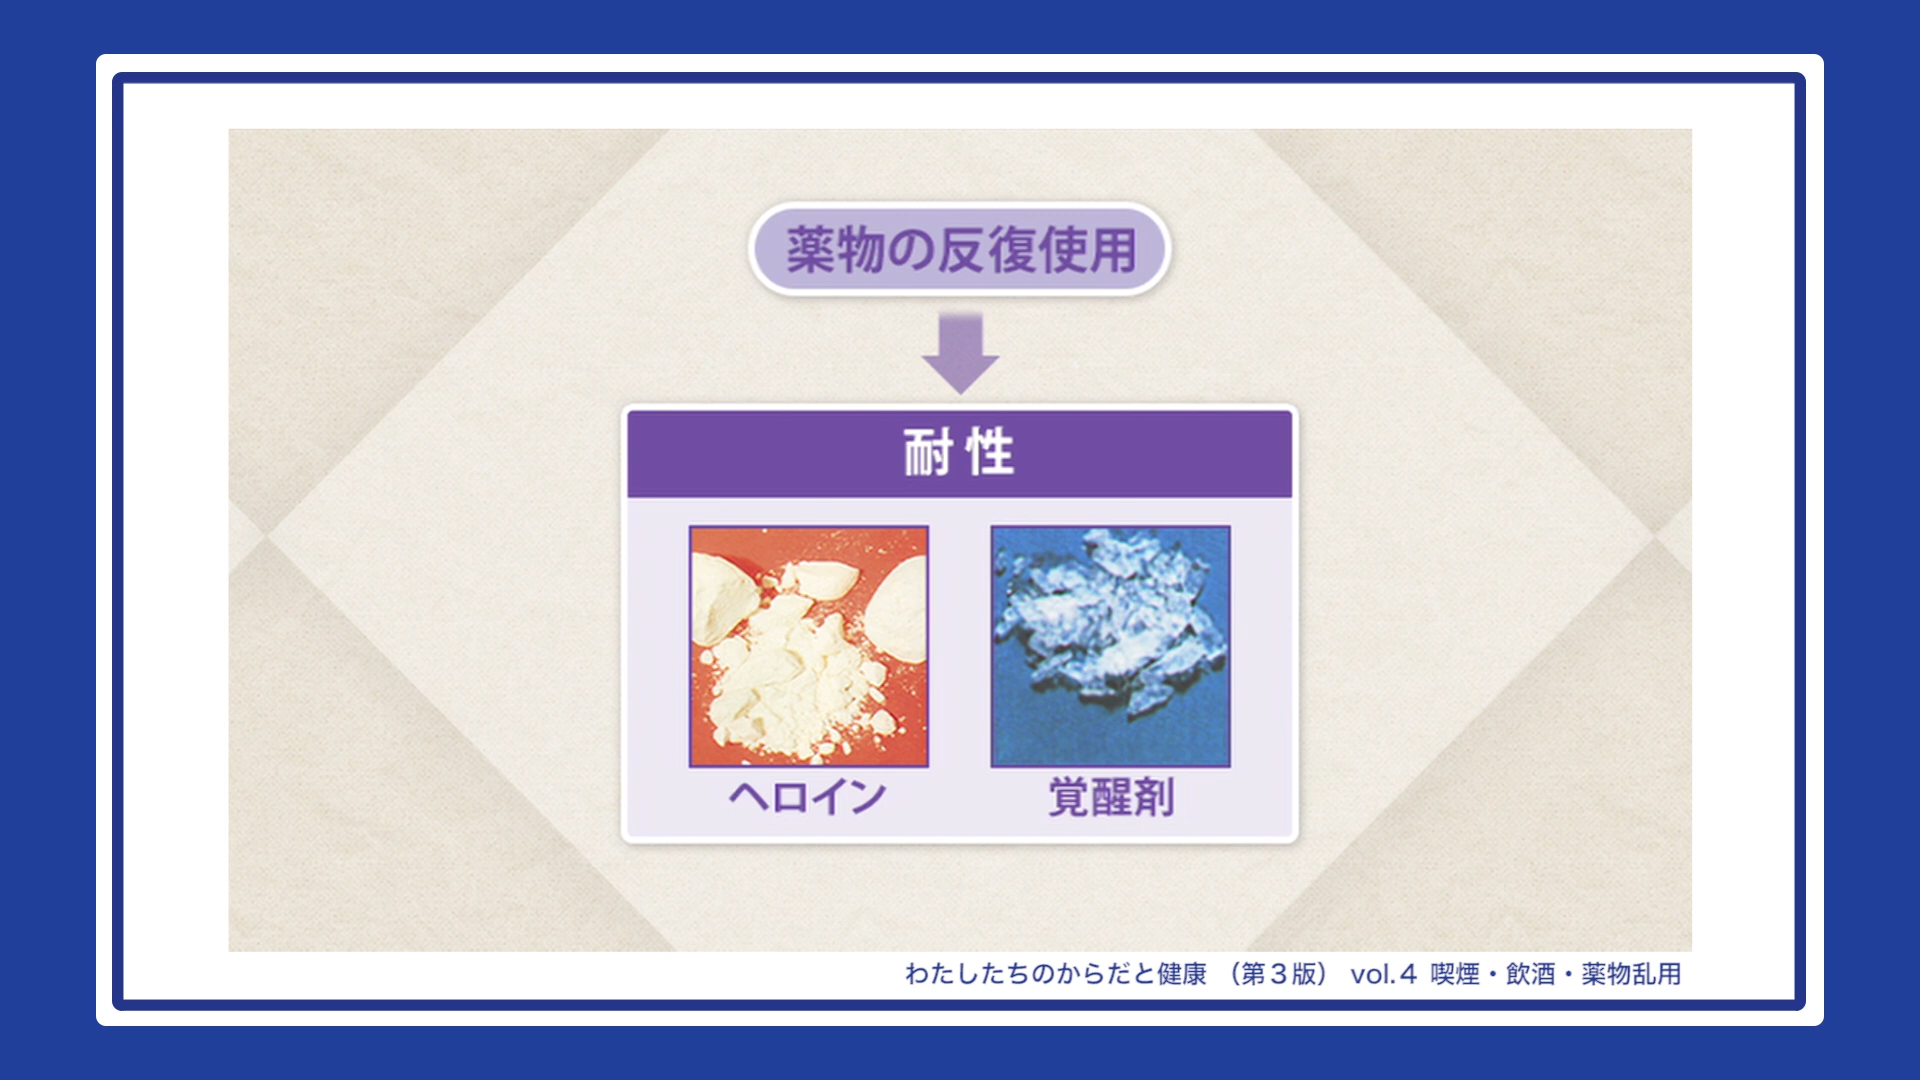 薬物の反復使用
耐性
ヘロイン
覚醒剤
わたしたちのからだと健康 （第３版） vol.４ 喫煙・飲酒・薬物乱用